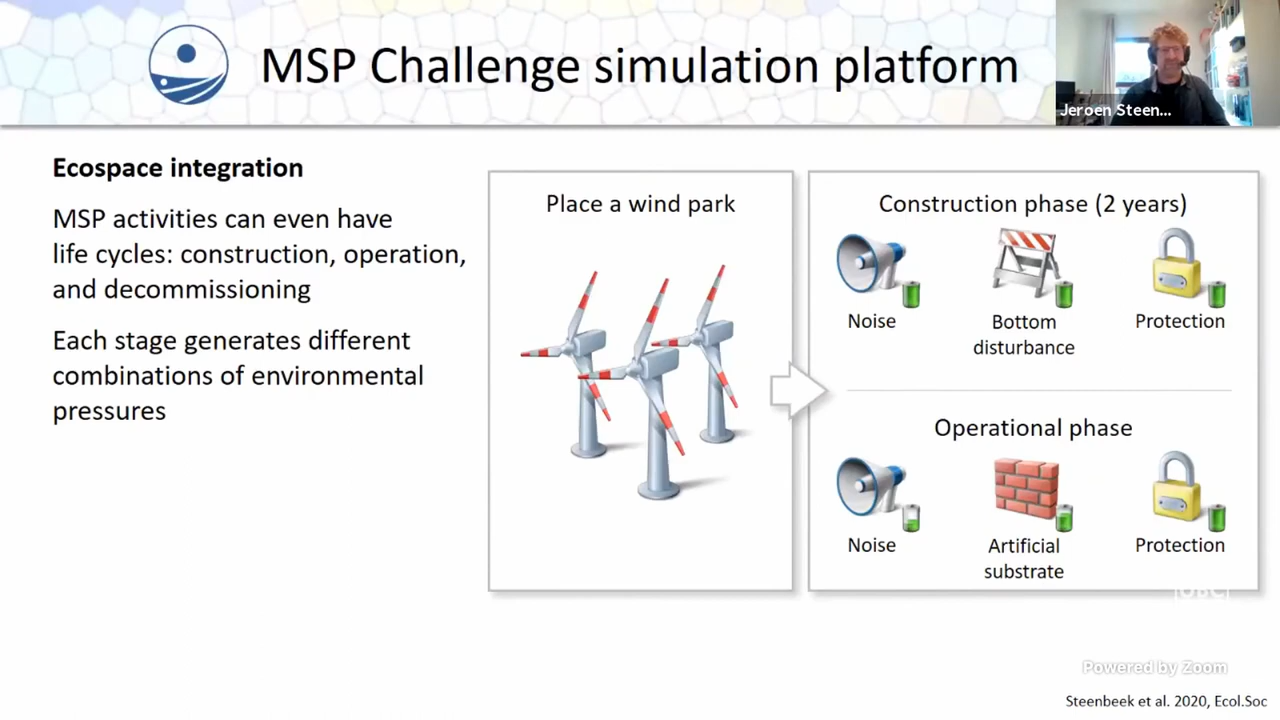 MSP Challenge simulation platform
Jeroen Steen...
Ecospace integration
MSP activities can even have
life cycles: construction, operation,
and decommissioning
Each stage generates different
combinations of environmental
pressures
Place a wind park
Construction phase (2 years)
Noise
Bottom
disturbance
Protection
Operational phase
Noise
Artificial
substrate
Protection
UBC
Powered by Zoom
Steenbeek et al. 2020, Ecol.Soc